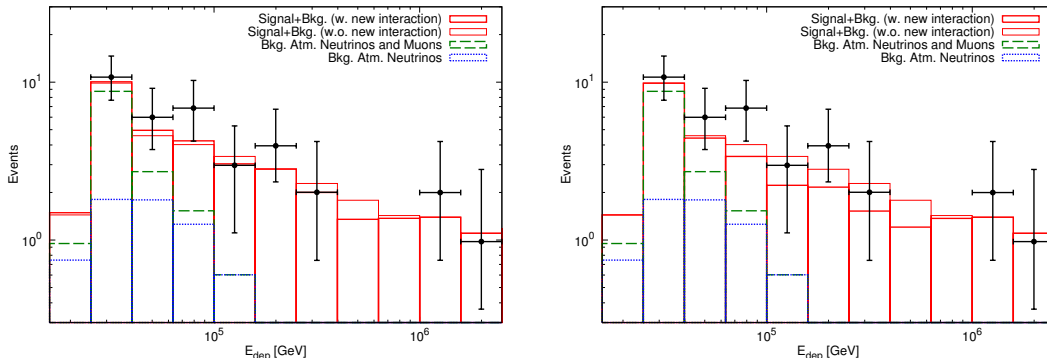 Signal+Bkg. (w. new interaction)
Signal+Bkg. (w.o. new interaction)
Bkg. Atm. Neutrinos and Muons
Bkg. Atm. Neutrinos
10^1
10^0
Events
10^5
10^6
E_dep [GeV]
Signal+Bkg. (w. new interaction)
Signal+Bkg. (w.o. new interaction)
Bkg. Atm. Neutrinos and Muons
Bkg. Atm. Neutrinos
10^1
10^0
Events
10^5
10^6
E_dep [GeV]